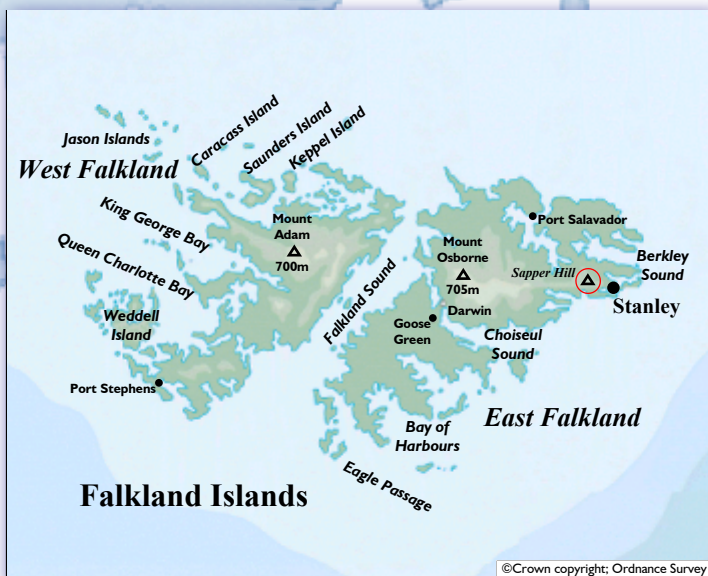 Jason Islands
West Falkland
Caracass Island
Saunders Island
Keppel Island
King George Bay
Queen Charlotte Bay
Weddell
Island
Port Stephens
Mount
Adam
700m
Falkland Sound
Port Salavador
Mount
Osborne
705m
Sapper Hill
Berkley
Sound
Stanley
Darwin
Goose
Green
Choiseul
Sound
East Falkland
Bay of
Harbours
Eagle Passage
Falkland Islands
©Crown copyright; Ordnance Survey